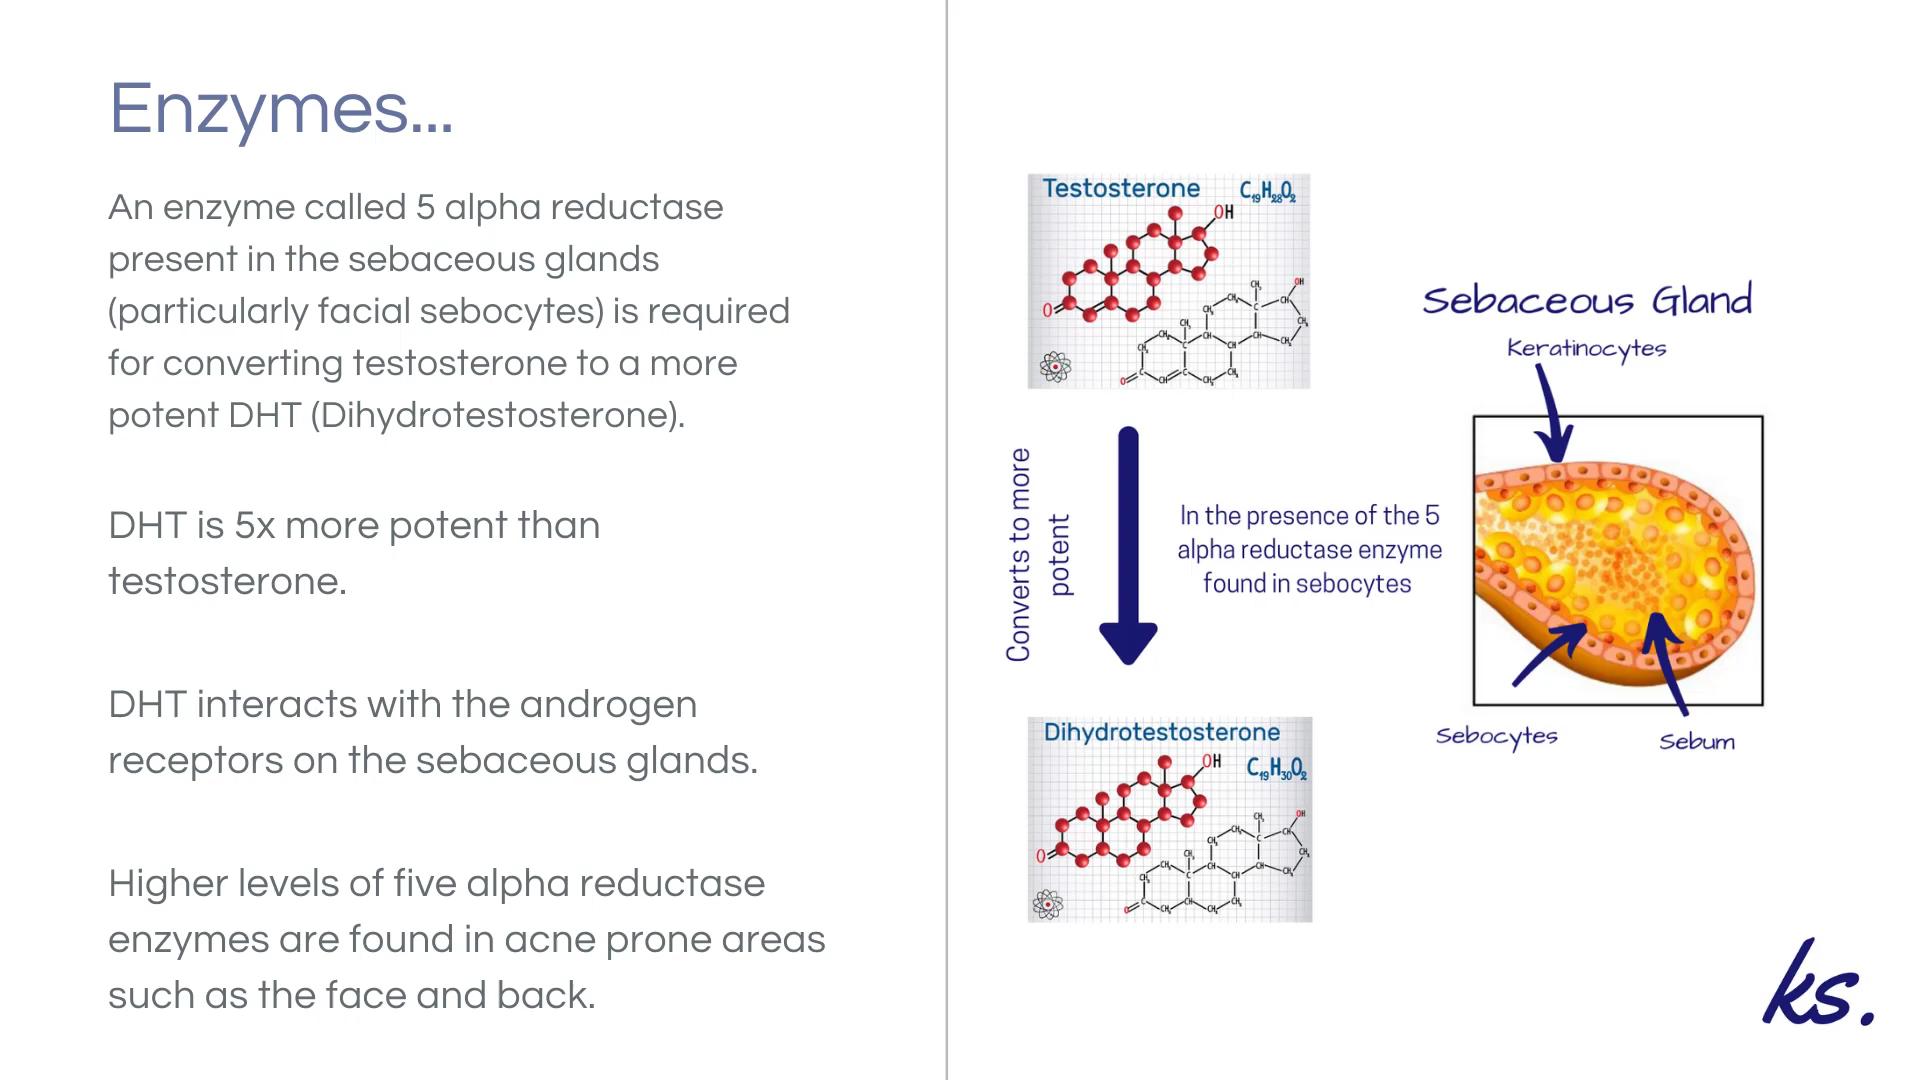 Enzymes...
An enzyme called 5 alpha reductase
present in the sebaceous glands
(particularly facial sebocytes) is required
for converting testosterone to a more
potent DHT (Dihydrotestosterone).
DHT is 5x more potent than
testosterone.
DHT interacts with the androgen
receptors on the sebaceous glands.
Higher levels of five alpha reductase
enzymes are found in acne prone areas
such as the face and back.
Testosterone C₁₉H₂₈O₂
OH
O
Converts to more
potent
In the presence of the 5
alpha reductase enzyme
found in sebocytes
Dihydrotestosterone
C₁₉H₃₀O₂
OH
O
Sebaceous Gland
Keratinocytes
Sebocytes
Sebum
ks.